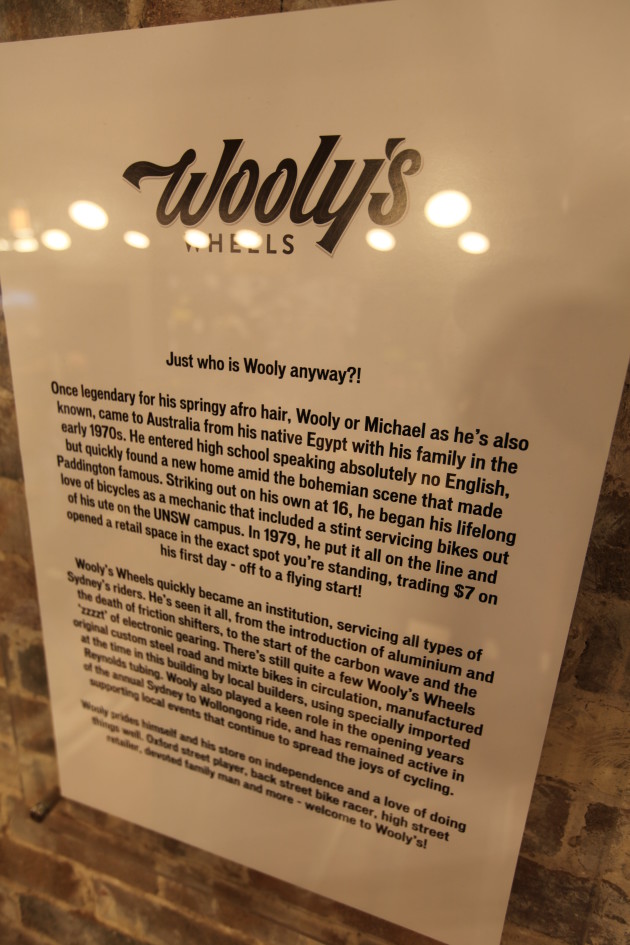 Wooly's
WHEELS
Just who is Wooly anyway?!
Once legendary for his springy afro hair, Wooly or Michael as he's also
known, came to Australia from his native Egypt with his family in the
early 1970s. He entered high school speaking absolutely no English,
but quickly found a new home amid the bohemian scene that made
Paddington famous. Striking out on his own at 16, he began his lifelong
love of bicycles as a mechanic that included a stint servicing bikes out
of his ute on the UNSW campus. In 1979, he put it all on the line and
opened a retail space in the exact spot you're standing, trading $7 on
his first day - off to a flying start!
Wooly's Wheels quickly became an institution, servicing all types of
Sydney's riders. He's seen it all, from the introduction of aluminium and
the death of friction shifters, to the start of the carbon wave and the
'zzzzt' of electronic gearing. There's still quite a few Wooly's Wheels
original custom steel road and mixte bikes in circulation, manufactured
at the time in this building by local builders, using specially imported
Reynolds tubing. Wooly also played a keen role in the opening years
of the annual Sydney to Wollongong ride, and has remained active in
supporting local events that continue to spread the joys of cycling.
Wooly prides himself and his store on independence and a love of doing
things well. Oxford street player, back street bike racer, high street
retailer, devoted family man and more - welcome to Wooly's!